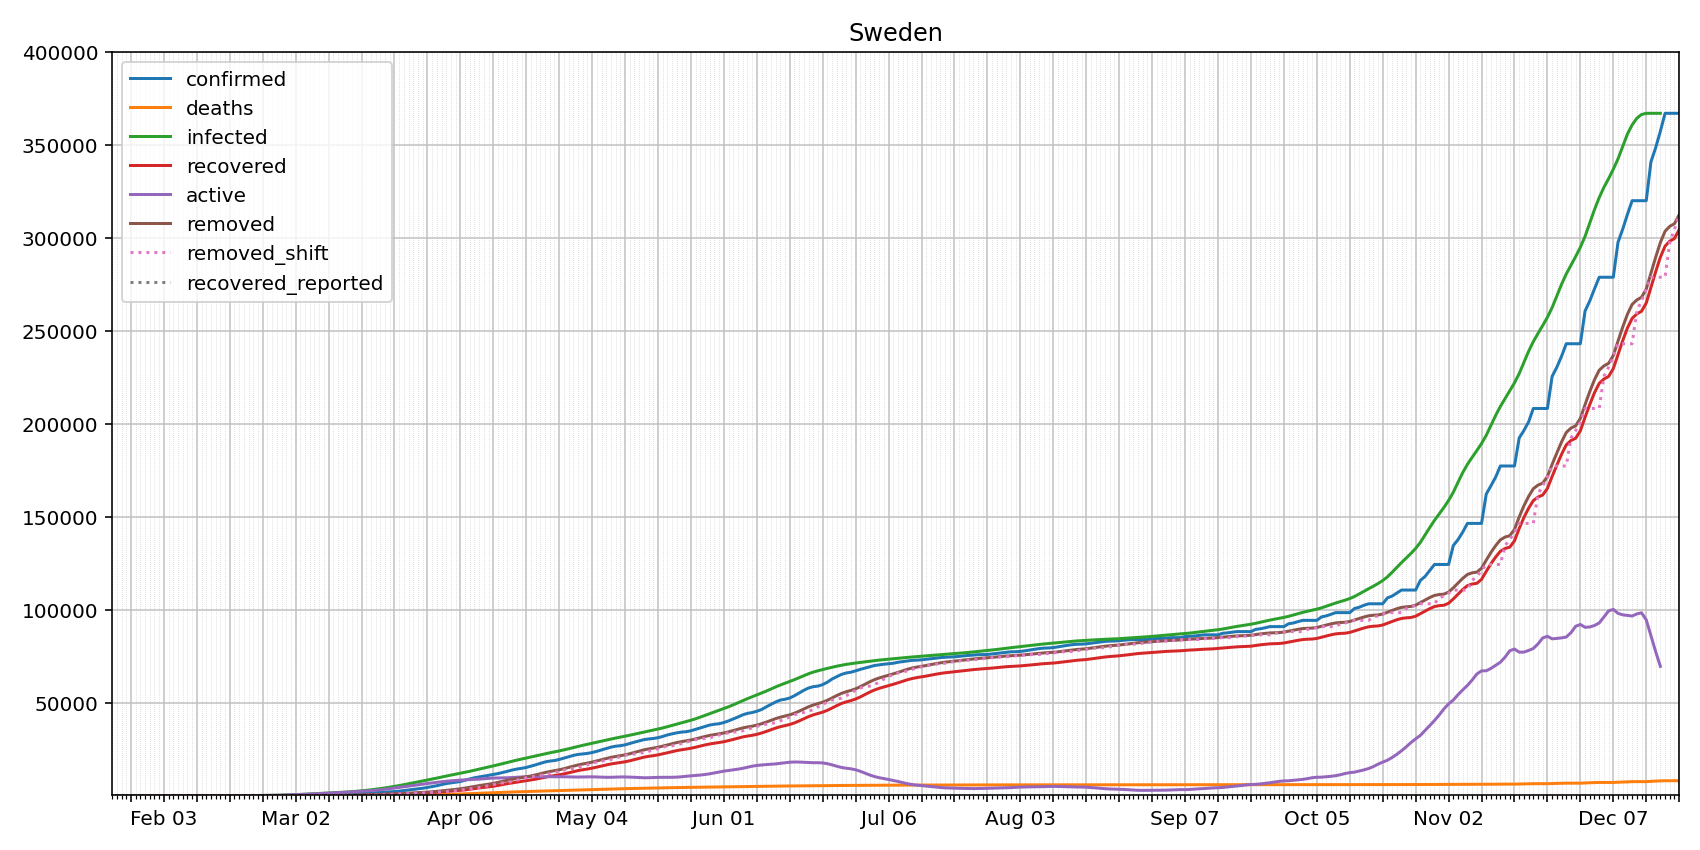 Sweden
400000
350000
300000
250000
200000
150000
100000
50000
confirmed
deaths
infected
recovered
active
removed
removed_shift
recovered_reported
Feb 03 Mar 02 Apr 06 May 04 Jun 01 Jul 06 Aug 03 Sep 07 Oct 05 Nov 02 Dec 07